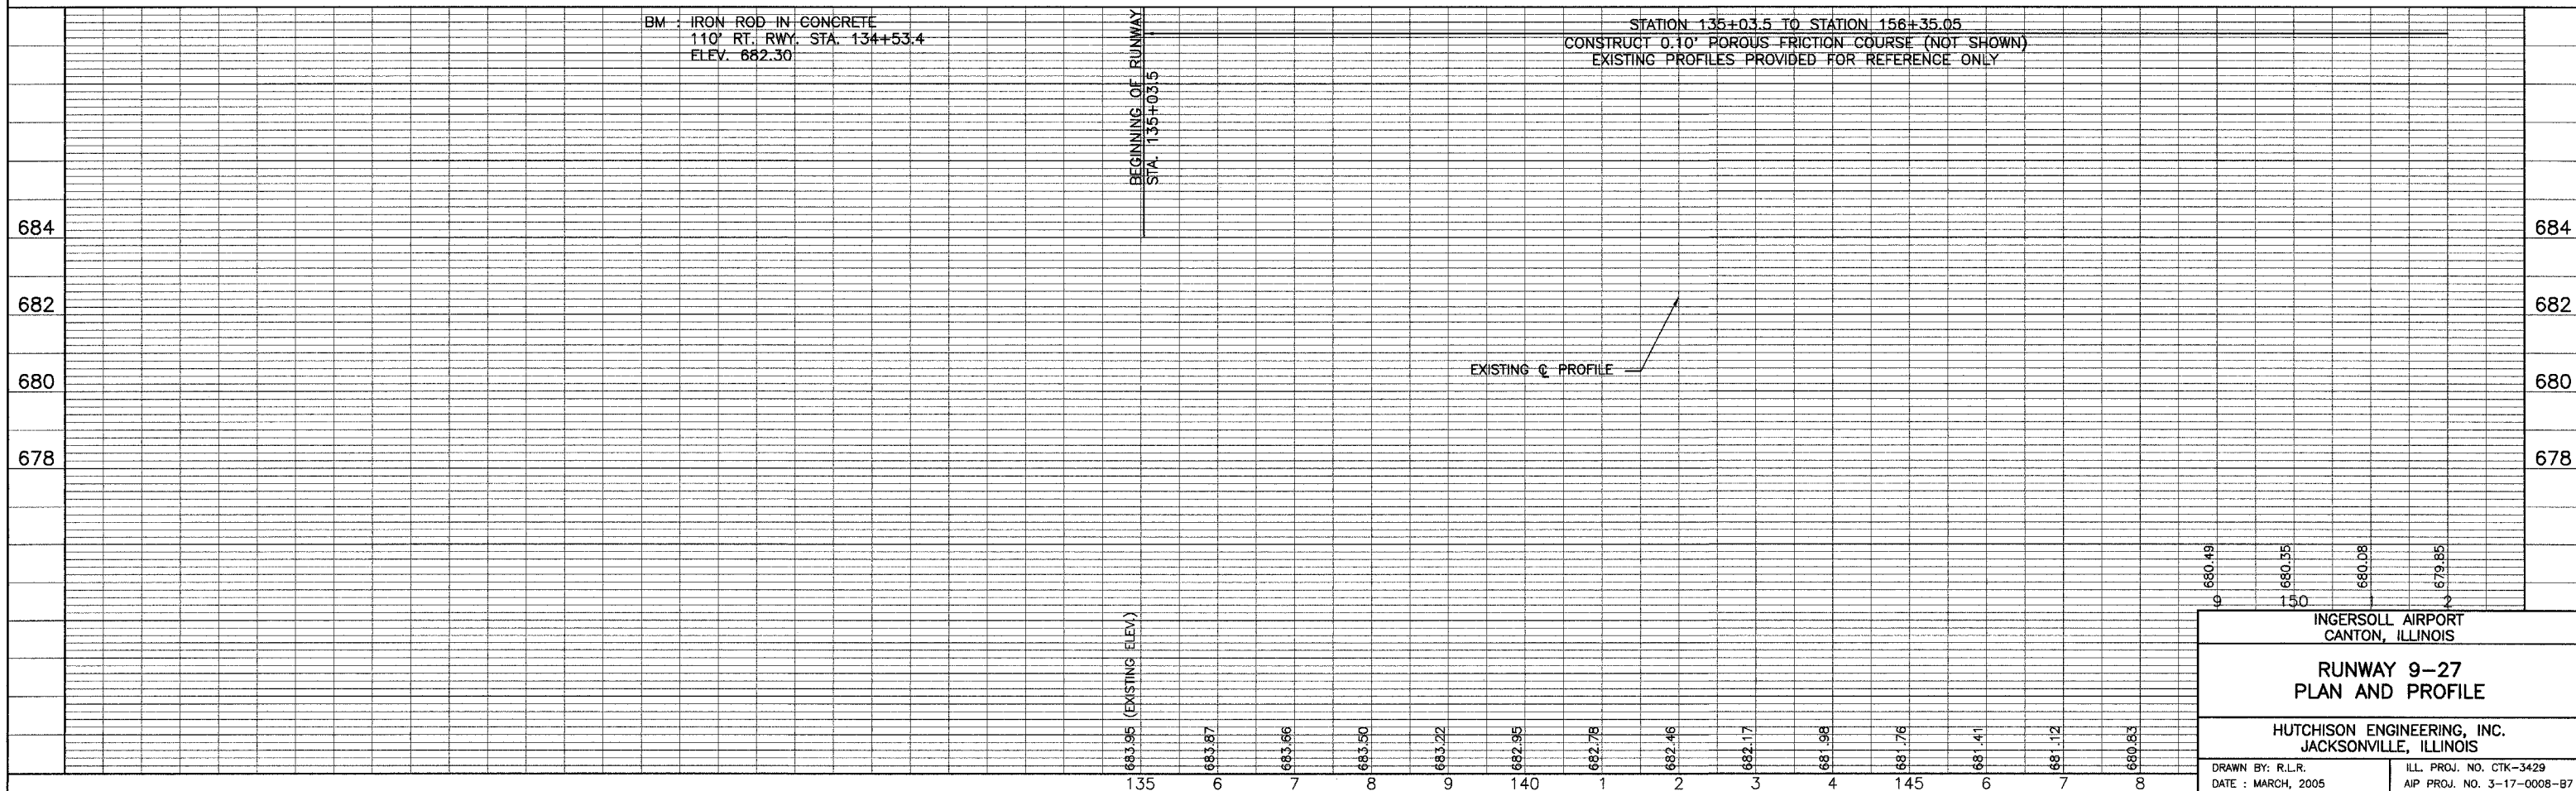 BM : IRON ROD IN CONCRETE
110' RT. RWY. STA. 134+53.4
ELEV. 682.30
BEGINNING OF RUNWAY
STA. 135+03.5
STATION 135+03.5 TO STATION 156+35.05
CONSTRUCT 0.10' POROUS FRICTION COURSE (NOT SHOWN)
EXISTING PROFILES PROVIDED FOR REFERENCE ONLY
684 684
682 682
680 680
678 678
EXISTING ℄ PROFILE
683.95 (EXISTING ELEV.)
683.87
683.66
683.50
683.22
682.95
682.78
682.46
682.17
681.98
681.76
681.41
681.12
680.83
680.49
680.35
680.08
679.85
135 6 7 8 9 140 1 2 3 4 145 6 7 8
9 150 1 2
INGERSOLL AIRPORT
CANTON, ILLINOIS
RUNWAY 9-27
PLAN AND PROFILE
HUTCHISON ENGINEERING, INC.
JACKSONVILLE, ILLINOIS
DRAWN BY: R.L.R.
DATE : MARCH, 2005
ILL. PROJ. NO. CTK-3429
AIP PROJ. NO. 3-17-0008-B7